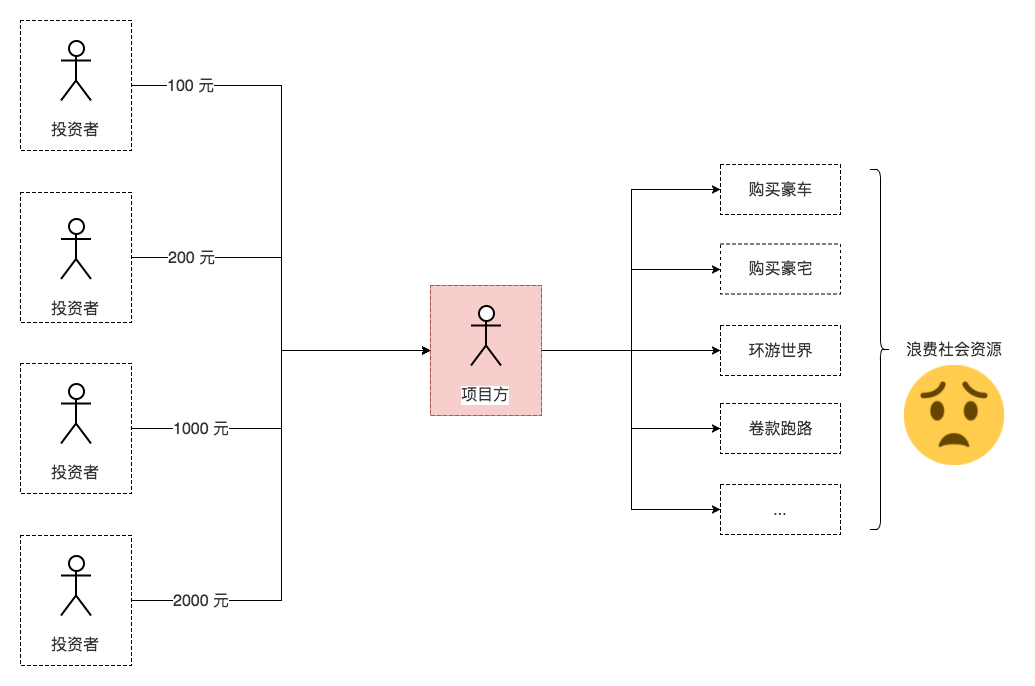 100 元
投资者
200 元
投资者
1000 元
投资者
2000 元
投资者
项目方
购买豪车
购买豪宅
环游世界
卷款跑路
...
浪费社会资源